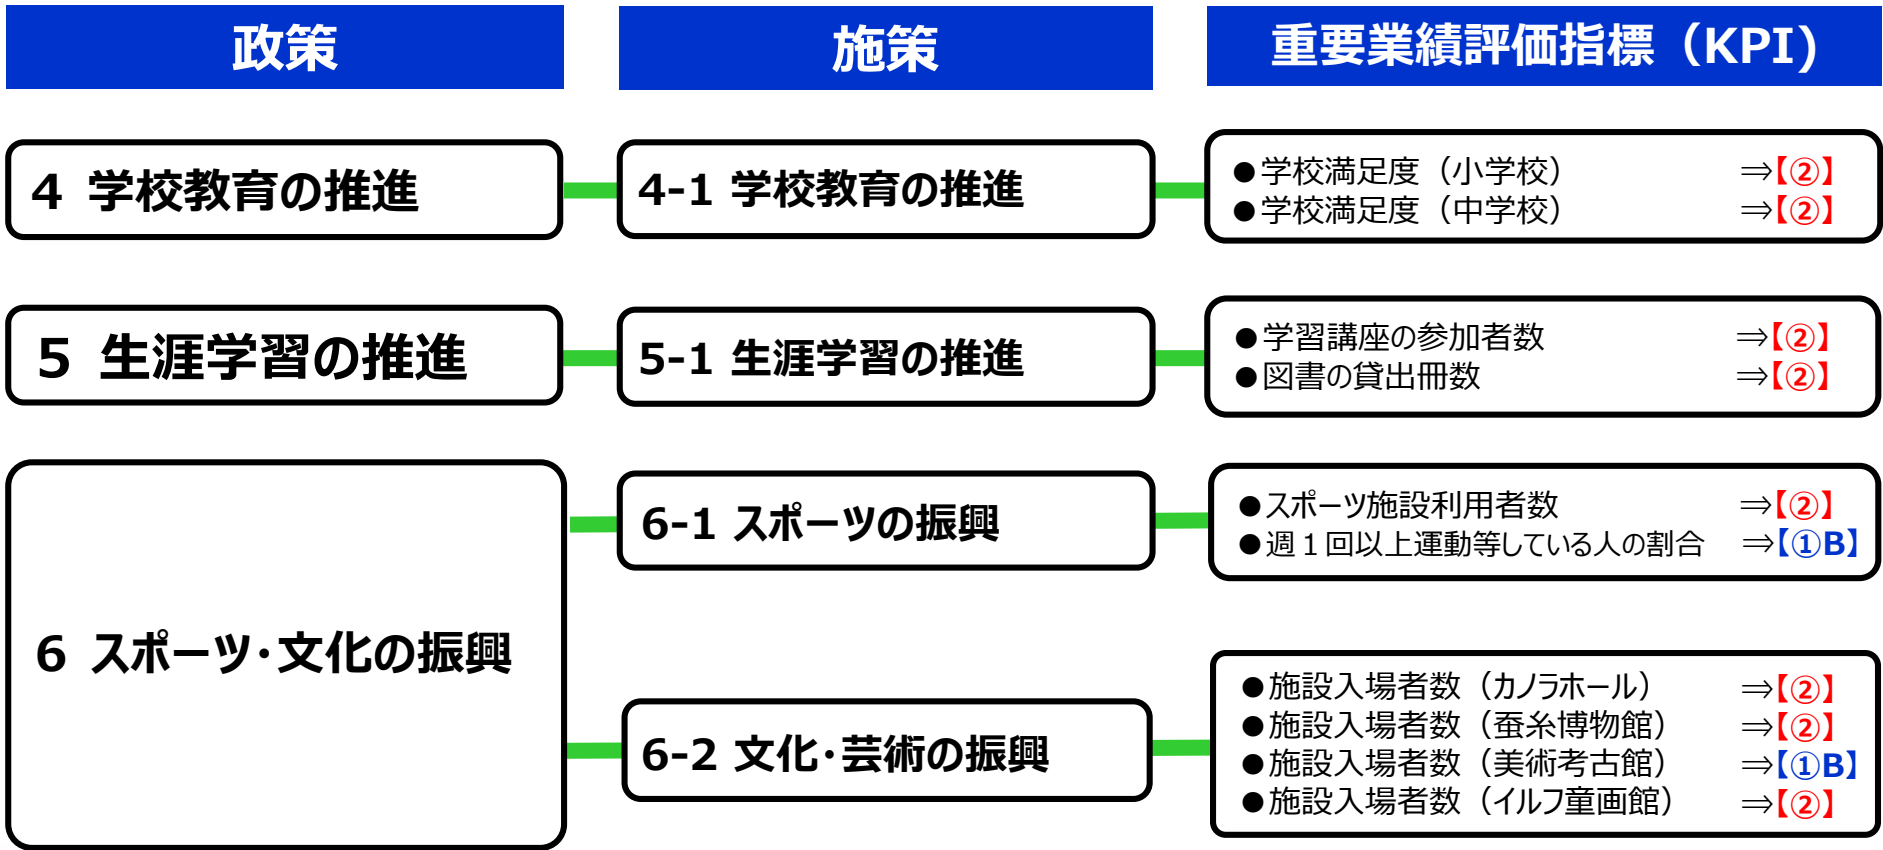 政策
施策
重要業績評価指標（KPI)
4 学校教育の推進
4-1 学校教育の推進
●学校満足度（小学校） ⇒【②】
●学校満足度（中学校） ⇒【②】
5 生涯学習の推進
5-1 生涯学習の推進
●学習講座の参加者数 ⇒【②】
●図書の貸出冊数 ⇒【②】
6 スポーツ・文化の振興
6-1 スポーツの振興
●スポーツ施設利用者数 ⇒【②】
●週１回以上運動等している人の割合 ⇒【①B】
6-2 文化・芸術の振興
●施設入場者数（カノラホール） ⇒【②】
●施設入場者数（蚕糸博物館） ⇒【②】
●施設入場者数（美術考古館） ⇒【①B】
●施設入場者数（イルフ童画館） ⇒【②】